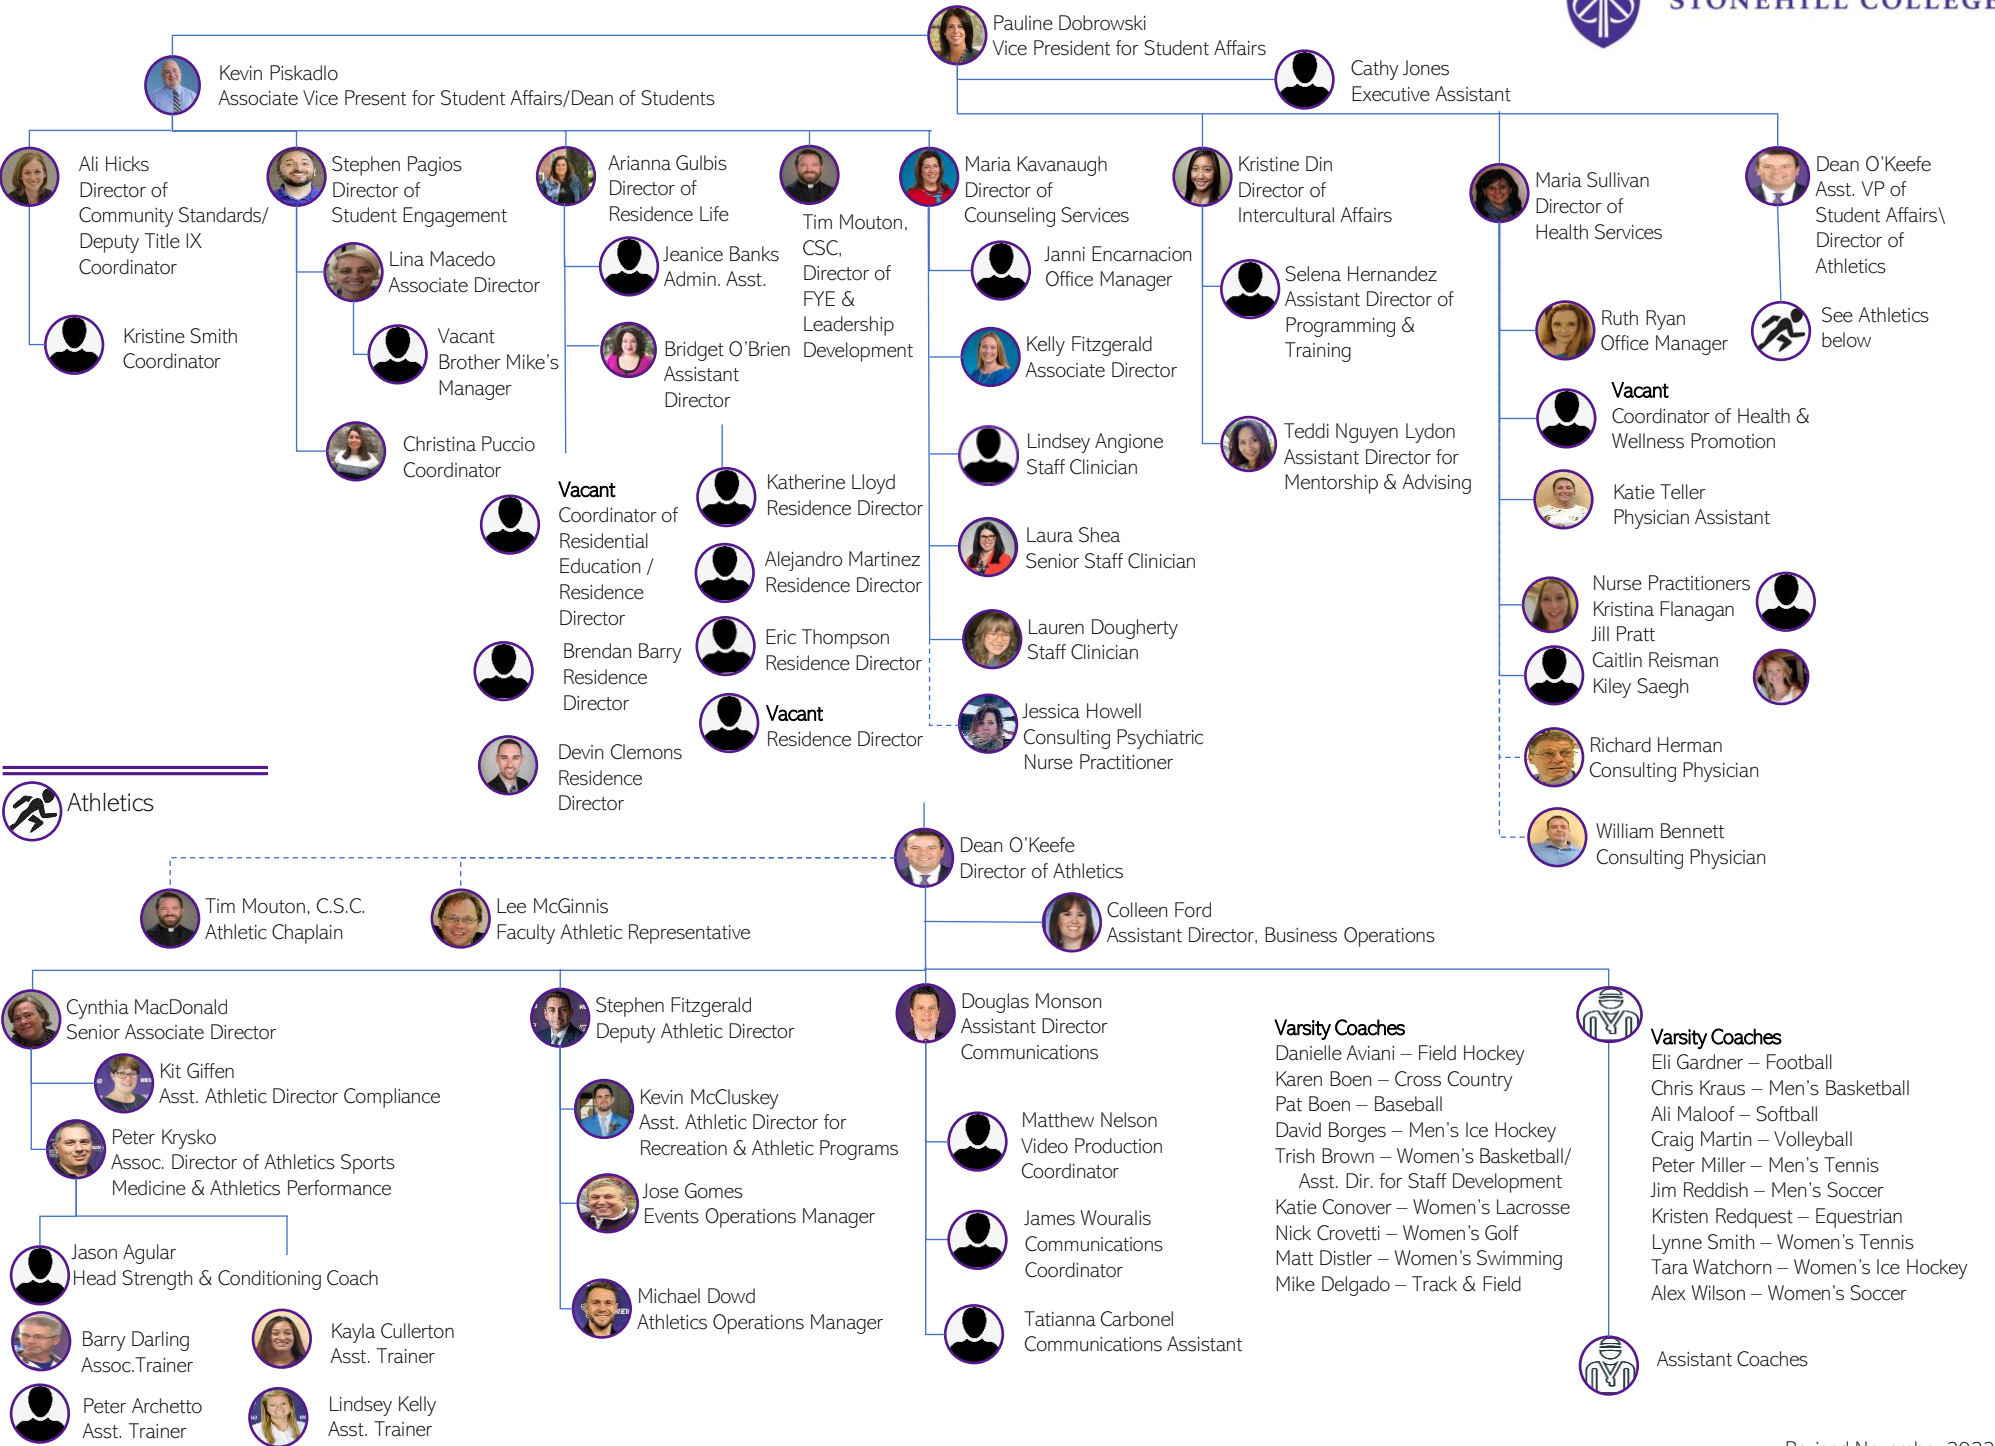 STONEHILL COLLEGE
Pauline Dobrowski
Vice President for Student Affairs
Cathy Jones
Executive Assistant
Kevin Piskadlo
Associate Vice Present for Student Affairs/Dean of Students
Ali Hicks
Director of
Community Standards/
Deputy Title IX
Coordinator
Kristine Smith
Coordinator
Stephen Pagios
Director of
Student Engagement
Lina Macedo
Associate Director
Vacant
Brother Mike's
Manager
Christina Puccio
Coordinator
Arianna Gulbis
Director of
Residence Life
Jeanice Banks
Admin. Asst.
Bridget O'Brien
Assistant
Director
Vacant
Coordinator of
Residential
Education /
Residence
Director
Brendan Barry
Residence
Director
Devin Clemons
Residence
Director
Katherine Lloyd
Residence Director
Alejandro Martinez
Residence Director
Eric Thompson
Residence Director
Vacant
Residence Director
Tim Mouton,
CSC,
Director of
FYE &
Leadership
Development
Maria Kavanaugh
Director of
Counseling Services
Janni Encarnacion
Office Manager
Kelly Fitzgerald
Associate Director
Lindsey Angione
Staff Clinician
Laura Shea
Senior Staff Clinician
Lauren Dougherty
Staff Clinician
Jessica Howell
Consulting Psychiatric
Nurse Practitioner
Kristine Din
Director of
Intercultural Affairs
Selena Hernandez
Assistant Director of
Programming &
Training
Teddi Nguyen Lydon
Assistant Director for
Mentorship & Advising
Maria Sullivan
Director of
Health Services
Ruth Ryan
Office Manager
Vacant
Coordinator of Health &
Wellness Promotion
Katie Teller
Physician Assistant
Nurse Practitioners
Kristina Flanagan
Jill Pratt
Caitlin Reisman
Kiley Saegh
Richard Herman
Consulting Physician
William Bennett
Consulting Physician
Dean O'Keefe
Asst. VP of
Student Affairs\
Director of
Athletics
See Athletics
below
Athletics
Dean O'Keefe
Director of Athletics
Tim Mouton, C.S.C.
Athletic Chaplain
Lee McGinnis
Faculty Athletic Representative
Colleen Ford
Assistant Director, Business Operations
Cynthia MacDonald
Senior Associate Director
Kit Giffen
Asst. Athletic Director Compliance
Peter Krysko
Assoc. Director of Athletics Sports
Medicine & Athletics Performance
Jason Agular
Head Strength & Conditioning Coach
Barry Darling
Assoc.Trainer
Kayla Cullerton
Asst. Trainer
Peter Archetto
Asst. Trainer
Lindsey Kelly
Asst. Trainer
Stephen Fitzgerald
Deputy Athletic Director
Kevin McCluskey
Asst. Athletic Director for
Recreation & Athletic Programs
Jose Gomes
Events Operations Manager
Michael Dowd
Athletics Operations Manager
Douglas Monson
Assistant Director
Communications
Matthew Nelson
Video Production
Coordinator
James Wouralis
Communications
Coordinator
Tatianna Carbonel
Communications Assistant
Varsity Coaches
Danielle Aviani – Field Hockey
Karen Boen – Cross Country
Pat Boen – Baseball
David Borges – Men's Ice Hockey
Trish Brown – Women's Basketball/
Asst. Dir. for Staff Development
Katie Conover – Women's Lacrosse
Nick Crovetti – Women's Golf
Matt Distler – Women's Swimming
Mike Delgado – Track & Field
Varsity Coaches
Eli Gardner – Football
Chris Kraus – Men's Basketball
Ali Maloof – Softball
Craig Martin – Volleyball
Peter Miller – Men's Tennis
Jim Reddish – Men's Soccer
Kristen Redquest – Equestrian
Lynne Smith – Women's Tennis
Tara Watchorn – Women's Ice Hockey
Alex Wilson – Women's Soccer
Assistant Coaches
Revised November 2022